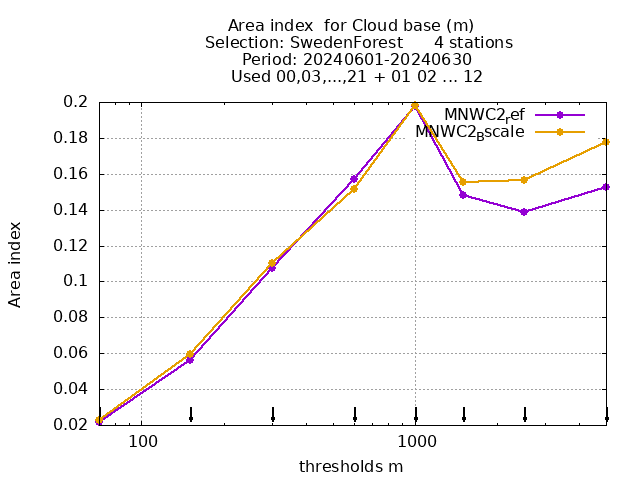 Area index  for Cloud base (m)
Selection: SwedenForest      4 stations
Period: 20240601-20240630
Used 00,03,...,21 + 01 02 ... 12
MNWC2ref
MNWC2Bscale
0.2
0.18
0.16
0.14
0.12
0.1
0.08
0.06
0.04
0.02
Area index
100
1000
thresholds m